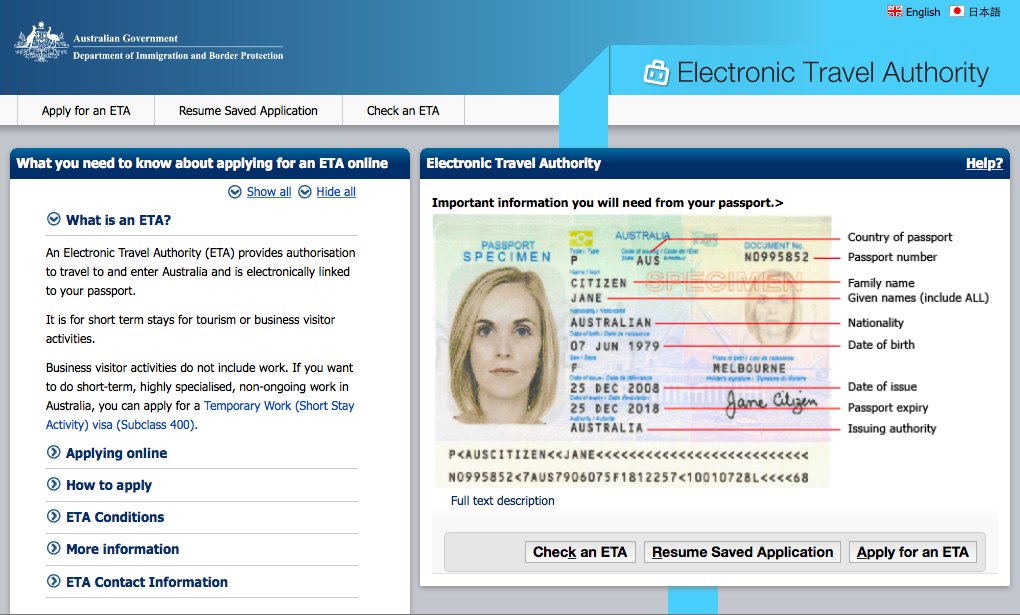 English 日本語
Australian Government
Department of Immigration and Border Protection
Electronic Travel Authority
Apply for an ETA
Resume Saved Application
Check an ETA
What you need to know about applying for an ETA online
Show all Hide all
What is an ETA?
An Electronic Travel Authority (ETA) provides authorisation
to travel to and enter Australia and is electronically linked
to your passport.
It is for short term stays for tourism or business visitor
activities.
Business visitor activities do not include work. If you want
to do short-term, highly specialised, non-ongoing work in
Australia, you can apply for a Temporary Work (Short Stay
Activity) visa (Subclass 400).
Applying online
How to apply
ETA Conditions
More information
ETA Contact Information
Electronic Travel Authority
Help?
Important information you will need from your passport.>
PASSPORT
SPECIMEN
AUSTRALIA
DOCUMENT No.
P AUS N0995852
SPECIMEN
CITIZEN
JANE
AUSTRALIAN
07 JUN 1979
F MELBOURNE
25 DEC 2008
25 DEC 2018
Jane Citizen
AUSTRALIA
P<AUSCITIZEN<<JANE<<<<<<<<<<<<<<<<<<<<<<<<<<
N0995852<7AUS7906075F1812257<10010728L<<<<68
Country of passport
Passport number
Family name
Given names (include ALL)
Nationality
Date of birth
Date of issue
Passport expiry
Issuing authority
Full text description
Check an ETA
Resume Saved Application
Apply for an ETA